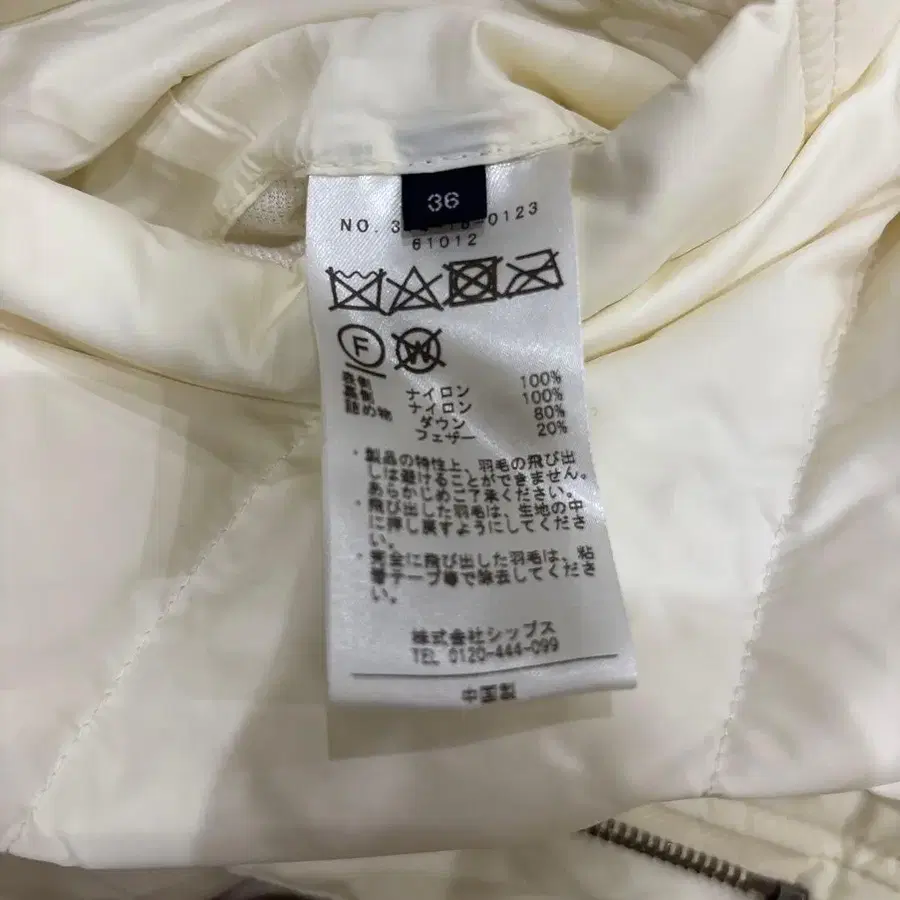 36
NO. 3 -0123
61012
F
W
表側 ナイロン 100%
裏側 ナイロン 100%
詰め物 ダウン 80%
フェザー 20%
・製品の特性上、羽毛の飛び出
しは避けることができません。
あらかじめご了承ください。
・飛び出した羽毛は、生地の中
に押し戻すようにしてくださ
い。
・完全に飛び出した羽毛は、粘
着テープ等で除去してくださ
い。
株式会社シップス
TEL 0120-444-099
中国製